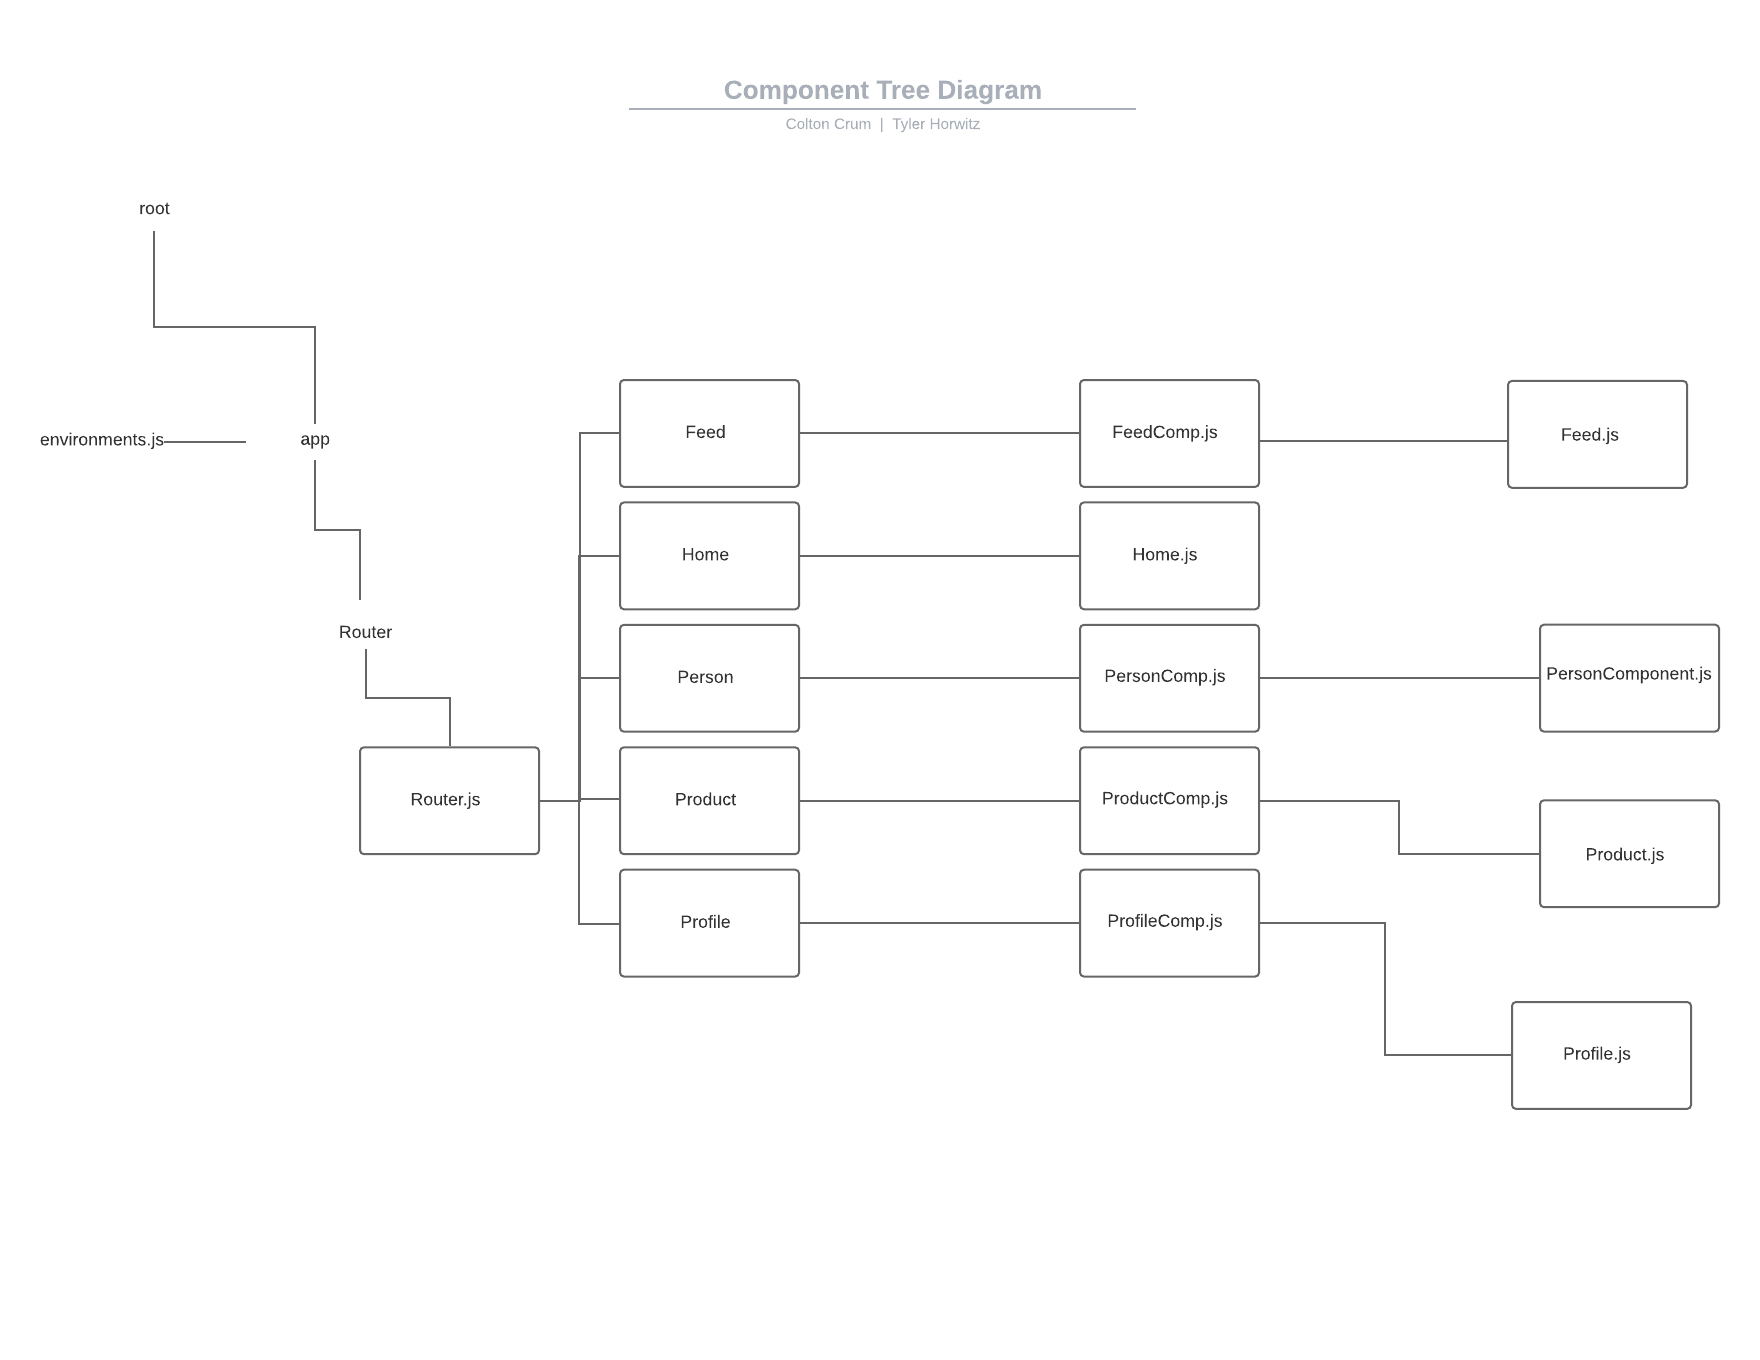 Component Tree Diagram
Colton Crum | Tyler Horwitz
root
environments.js
app
Router
Router.js
Feed
FeedComp.js
Feed.js
Home
Home.js
Person
PersonComp.js
PersonComponent.js
Product
ProductComp.js
Product.js
Profile
ProfileComp.js
Profile.js